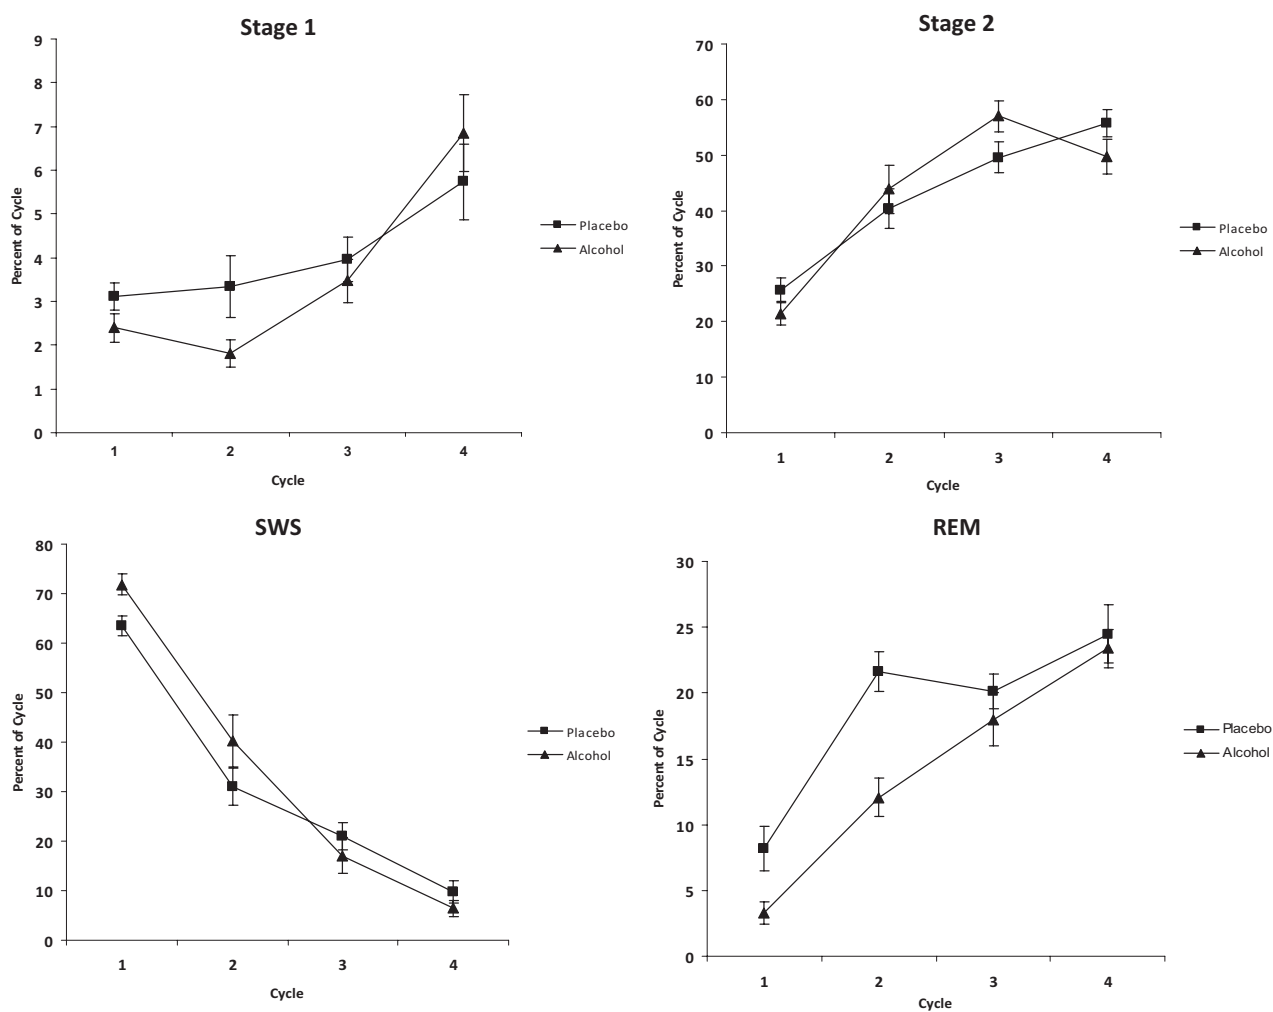 Stage 1
9
8
7
6
5
4
3
2
1
0
Percent of Cycle
1 2 3 4
Cycle
Placebo
Alcohol
Stage 2
70
60
50
40
30
20
10
0
Percent of Cycle
1 2 3 4
Cycle
Placebo
Alcohol
SWS
80
70
60
50
40
30
20
10
0
Percent of Cycle
1 2 3 4
Cycle
Placebo
Alcohol
REM
30
25
20
15
10
5
0
Percent of Cycle
1 2 3 4
Cycle
Placebo
Alcohol